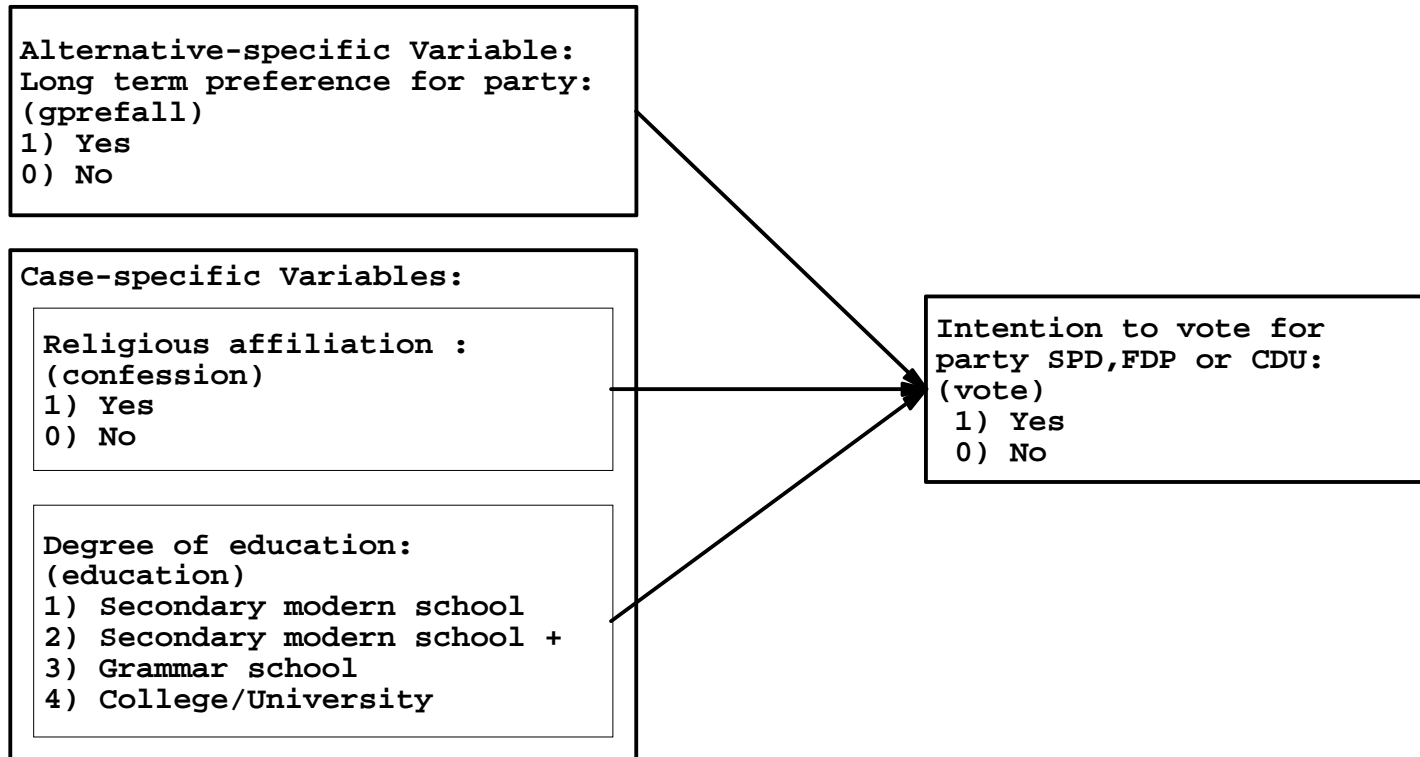 Alternative-specific Variable:
Long term preference for party:
(gprefall)
1) Yes
0) No
Case-specific Variables:
Religious affiliation :
(confession)
1) Yes
0) No
Degree of education:
(education)
1) Secondary modern school
2) Secondary modern school +
3) Grammar school
4) College/University
Intention to vote for
party SPD,FDP or CDU:
(vote)
1) Yes
0) No